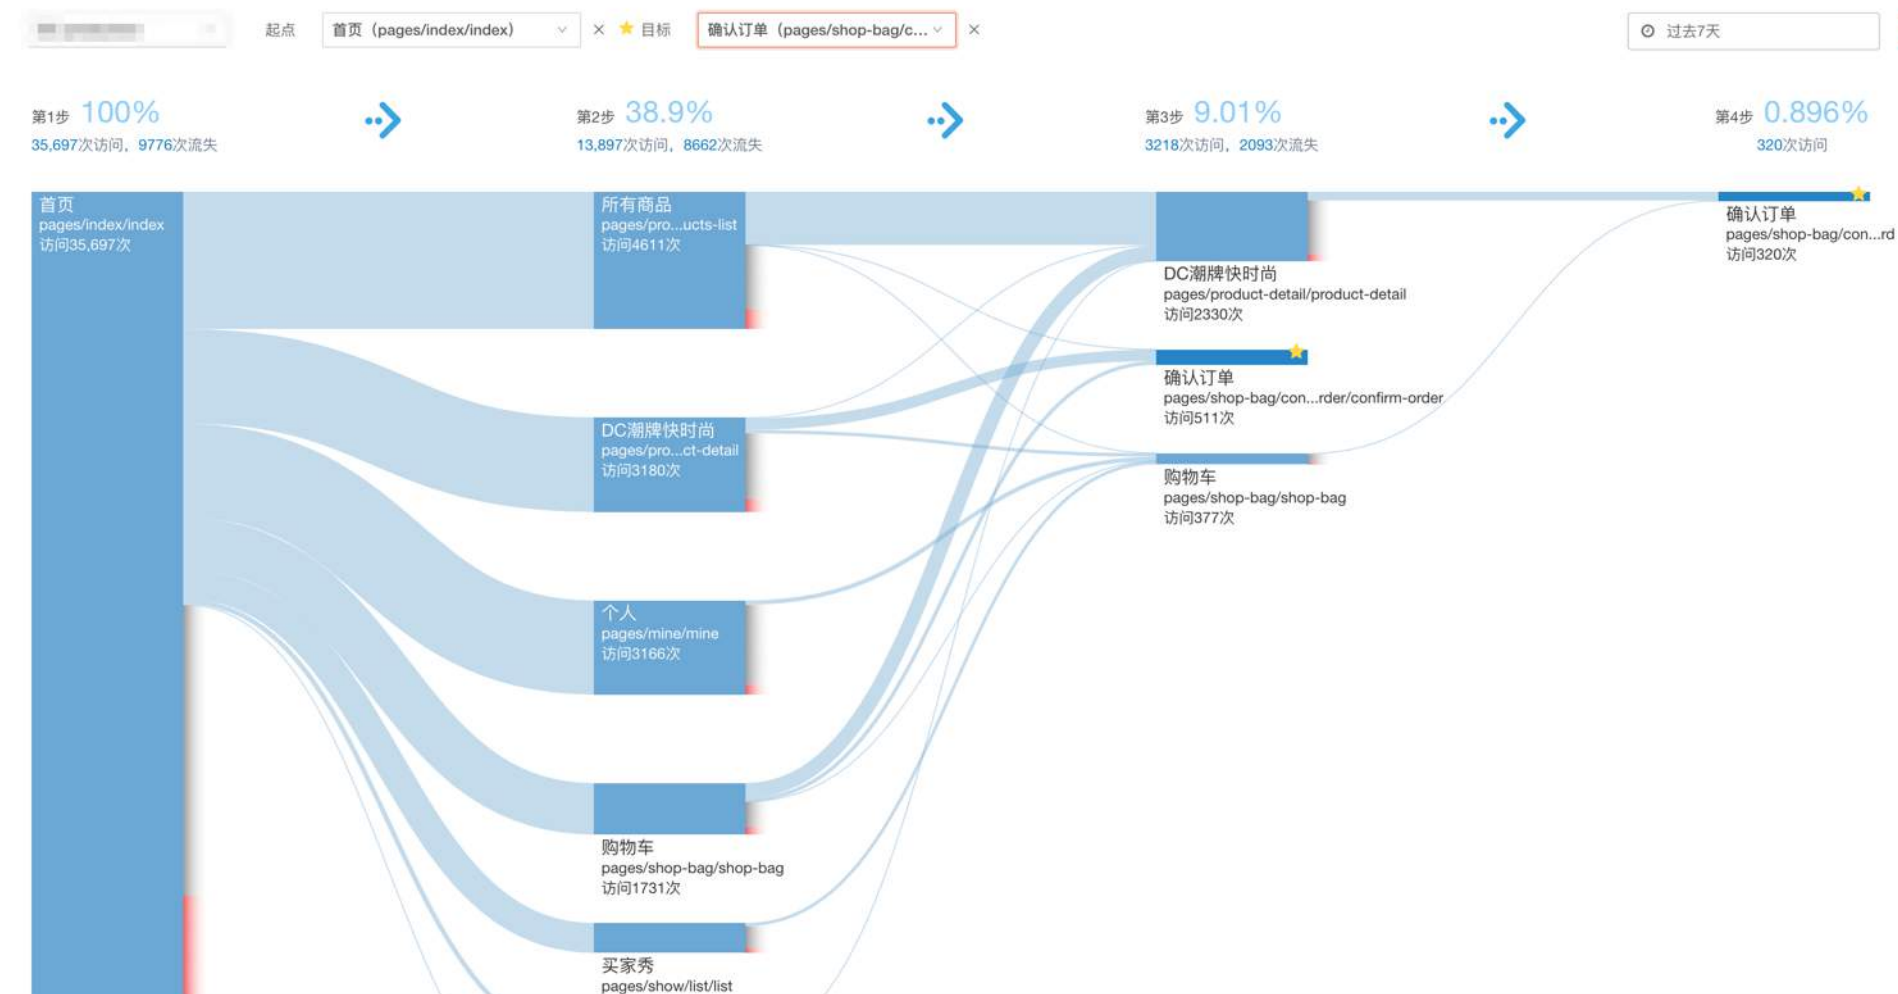 起点
首页（pages/index/index）
目标
确认订单（pages/shop-bag/c...
过去7天
第1步 100%
35,697次访问，9776次流失
第2步 38.9%
13,897次访问，8662次流失
第3步 9.01%
3218次访问，2093次流失
第4步 0.896%
320次访问
首页
pages/index/index
访问35,697次
所有商品
pages/pro...ucts-list
访问4611次
DC潮牌快时尚
pages/pro...ct-detail
访问3180次
个人
pages/mine/mine
访问3166次
购物车
pages/shop-bag/shop-bag
访问1731次
买家秀
pages/show/list/list
DC潮牌快时尚
pages/product-detail/product-detail
访问2330次
确认订单
pages/shop-bag/con...rder/confirm-order
访问511次
购物车
pages/shop-bag/shop-bag
访问377次
确认订单
pages/shop-bag/con...rd
访问320次